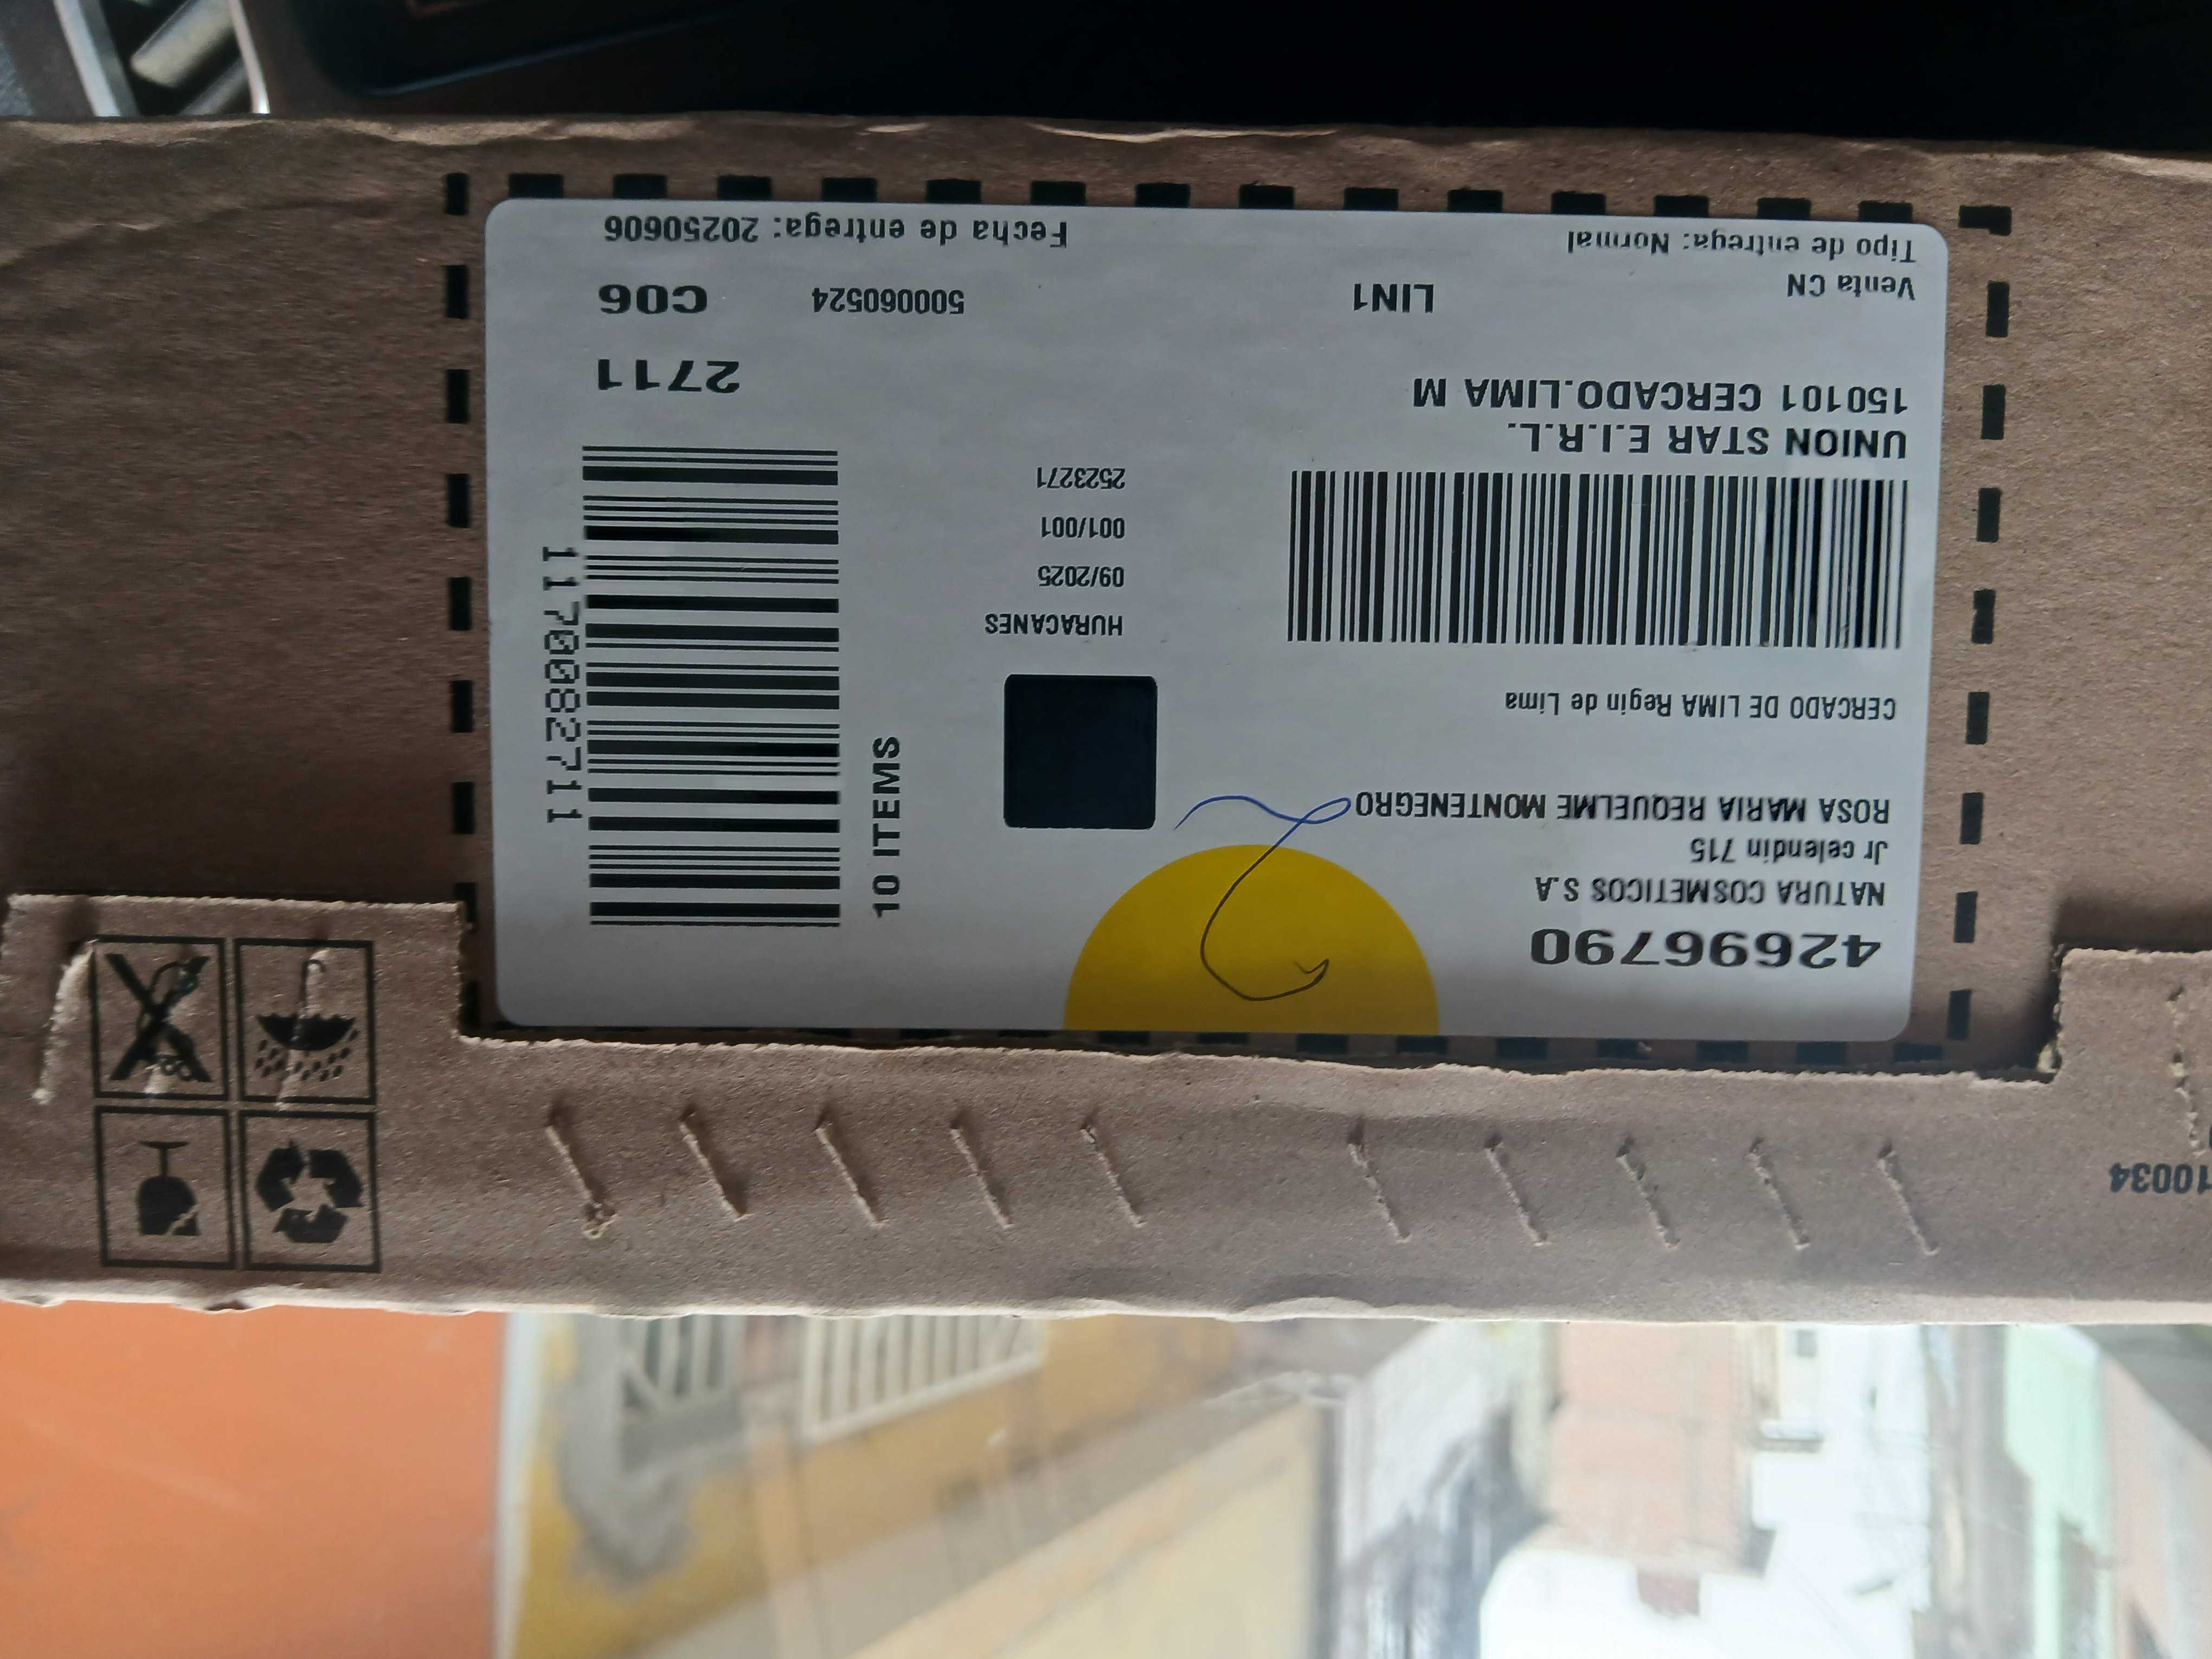 42696790
NATURA COSMETICOS S.A
Jr celendin 715
ROSA MARIA REQUELME MONTENEGRO
CERCADO DE LIMA Regin de Lima
UNION STAR E.I.R.L.
150101 CERCADO.LIMA M
Venta CN
LIN1
Tipo de entrega: Normal
HURACANES
09/2025
001/001
2523271
10 ITEMS
1170082711
2711
500060524
C06
Fecha de entrega: 20250606
10034